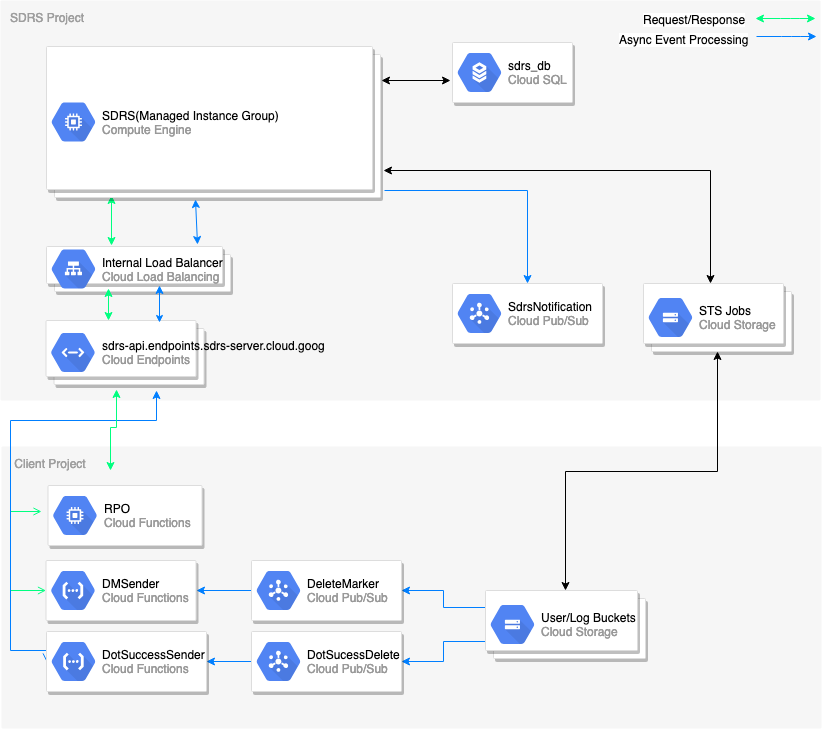 SDRS Project
Request/Response
Async Event Processing
sdrs_db
Cloud SQL
SDRS(Managed Instance Group)
Compute Engine
Internal Load Balancer
Cloud Load Balancing
SdrsNotification
Cloud Pub/Sub
STS Jobs
Cloud Storage
sdrs-api.endpoints.sdrs-server.cloud.goog
Cloud Endpoints
Client Project
RPO
Cloud Functions
DMSender
Cloud Functions
DeleteMarker
Cloud Pub/Sub
User/Log Buckets
Cloud Storage
DotSuccessSender
Cloud Functions
DotSucessDelete
Cloud Pub/Sub